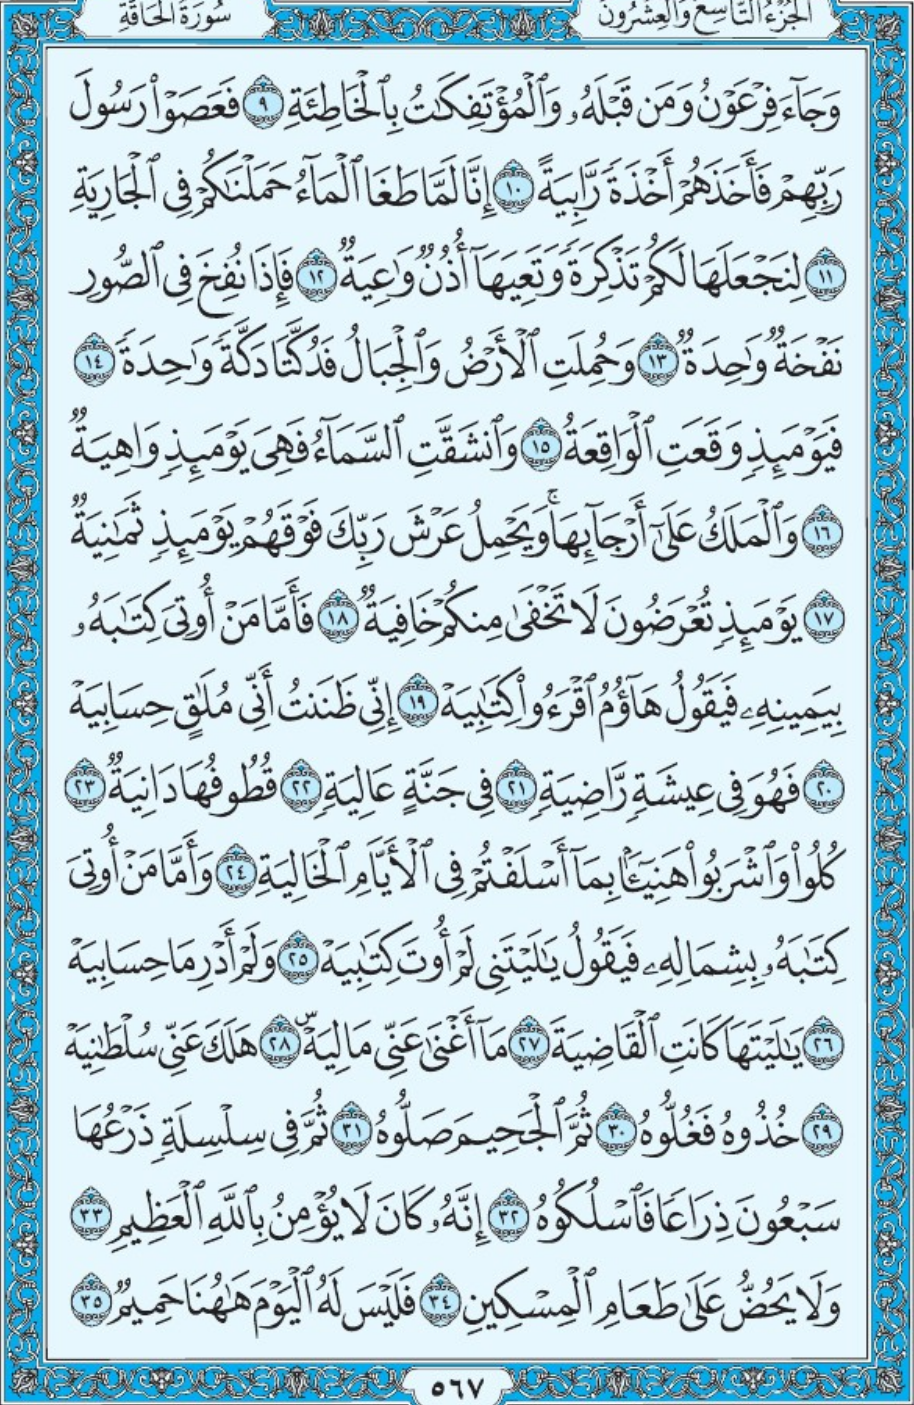 الجُزْءُ التَّاسِعُ وَالعِشْرُونَ
سُورَةُ الحَاقَّةِ
وَجَآءَ فِرْعَوْنُ وَمَن قَبْلَهُۥ وَٱلْمُؤْتَفِكَٰتُ بِٱلْخَاطِئَةِ ٩ فَعَصَوْا۟ رَسُولَ
رَبِّهِمْ فَأَخَذَهُمْ أَخْذَةً رَّابِيَةً ١٠ إِنَّا لَمَّا طَغَا ٱلْمَآءُ حَمَلْنَٰكُمْ فِى ٱلْجَارِيَةِ
١١ لِنَجْعَلَهَا لَكُمْ تَذْكِرَةً وَتَعِيَهَآ أُذُنٌ وَٰعِيَةٌ ١٢ فَإِذَا نُفِخَ فِى ٱلصُّورِ
نَفْخَةٌ وَٰحِدَةٌ ١٣ وَحُمِلَتِ ٱلْأَرْضُ وَٱلْجِبَالُ فَدُكَّتَا دَكَّةً وَٰحِدَةً ١٤
فَيَوْمَئِذٍ وَقَعَتِ ٱلْوَاقِعَةُ ١٥ وَٱنشَقَّتِ ٱلسَّمَآءُ فَهِىَ يَوْمَئِذٍ وَاهِيَةٌ
١٦ وَٱلْمَلَكُ عَلَىٰٓ أَرْجَآئِهَا ۚ وَيَحْمِلُ عَرْشَ رَبِّكَ فَوْقَهُمْ يَوْمَئِذٍ ثَمَٰنِيَةٌ
١٧ يَوْمَئِذٍ تُعْرَضُونَ لَا تَخْفَىٰ مِنكُمْ خَافِيَةٌ ١٨ فَأَمَّا مَنْ أُوتِىَ كِتَٰبَهُۥ
بِيَمِينِهِۦ فَيَقُولُ هَآؤُمُ ٱقْرَءُوا۟ كِتَٰبِيَهْ ١٩ إِنِّى ظَنَنتُ أَنِّى مُلَٰقٍ حِسَابِيَهْ
٢٠ فَهُوَ فِى عِيشَةٍ رَّاضِيَةٍ ٢١ فِى جَنَّةٍ عَالِيَةٍ ٢٢ قُطُوفُهَا دَانِيَةٌ ٢٣
كُلُوا۟ وَٱشْرَبُوا۟ هَنِيٓـًٔۢا بِمَآ أَسْلَفْتُمْ فِى ٱلْأَيَّامِ ٱلْخَالِيَةِ ٢٤ وَأَمَّا مَنْ أُوتِىَ
كِتَٰبَهُۥ بِشِمَالِهِۦ فَيَقُولُ يَٰلَيْتَنِى لَمْ أُوتَ كِتَٰبِيَهْ ٢٥ وَلَمْ أَدْرِ مَا حِسَابِيَهْ
٢٦ يَٰلَيْتَهَا كَانَتِ ٱلْقَاضِيَةَ ٢٧ مَآ أَغْنَىٰ عَنِّى مَالِيَهْ ۜ ٢٨ هَلَكَ عَنِّى سُلْطَٰنِيَهْ
٢٩ خُذُوهُ فَغُلُّوهُ ٣٠ ثُمَّ ٱلْجَحِيمَ صَلُّوهُ ٣١ ثُمَّ فِى سِلْسِلَةٍ ذَرْعُهَا
سَبْعُونَ ذِرَاعًا فَٱسْلُكُوهُ ٣٢ إِنَّهُۥ كَانَ لَا يُؤْمِنُ بِٱللَّهِ ٱلْعَظِيمِ ٣٣
وَلَا يَحُضُّ عَلَىٰ طَعَامِ ٱلْمِسْكِينِ ٣٤ فَلَيْسَ لَهُ ٱلْيَوْمَ هَٰهُنَا حَمِيمٌ ٣٥
٥٦٧